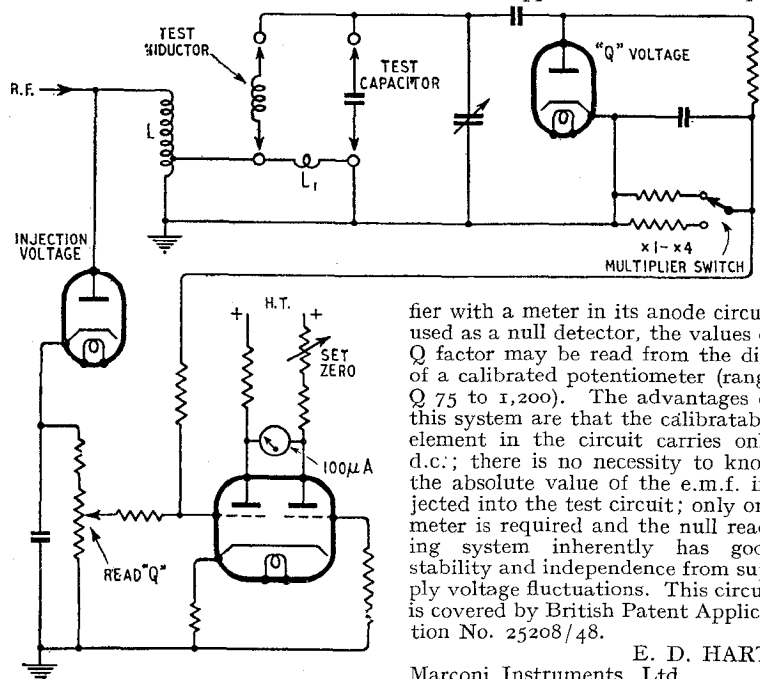 TEST
INDUCTOR
R.F.
TEST
CAPACITOR
"Q" VOLTAGE
L
L1
INJECTION
VOLTAGE
×1-×4
MULTIPLIER SWITCH
H.T.
+ +
SET
ZERO
100μA
READ "Q"
fier with a meter in its anode circu
used as a null detector, the values
Q factor may be read from the di
of a calibrated potentiometer (rang
Q 75 to 1,200). The advantages
this system are that the calibratab
element in the circuit carries onl
d.c.; there is no necessity to kno
the absolute value of the e.m.f. in
jected into the test circuit; only on
meter is required and the null read
ing system inherently has goo
stability and independence from sup
ply voltage fluctuations. This circu
is covered by British Patent Applic
tion No. 25208/48.
E. D. HART
Marconi Instruments, Ltd